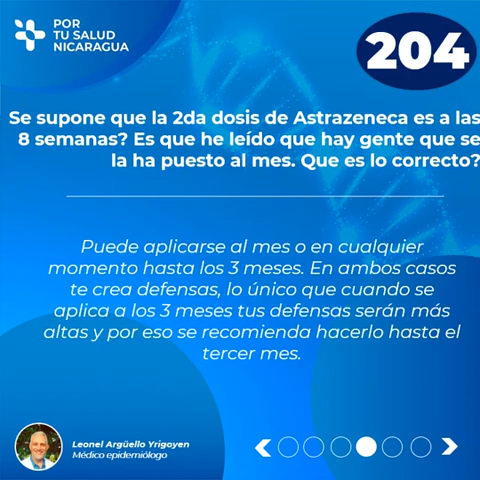 POR
TU SALUD
NICARAGUA
204
Se supone que la 2da dosis de Astrazeneca es a las
8 semanas? Es que he leído que hay gente que se
la ha puesto al mes. Que es lo correcto?
Puede aplicarse al mes o en cualquier
momento hasta los 3 meses. En ambos casos
te crea defensas, lo único que cuando se
aplica a los 3 meses tus defensas serán más
altas y por eso se recomienda hacerlo hasta el
tercer mes.
Leonel Argüello Yrigoyen
Médico epidemiólogo